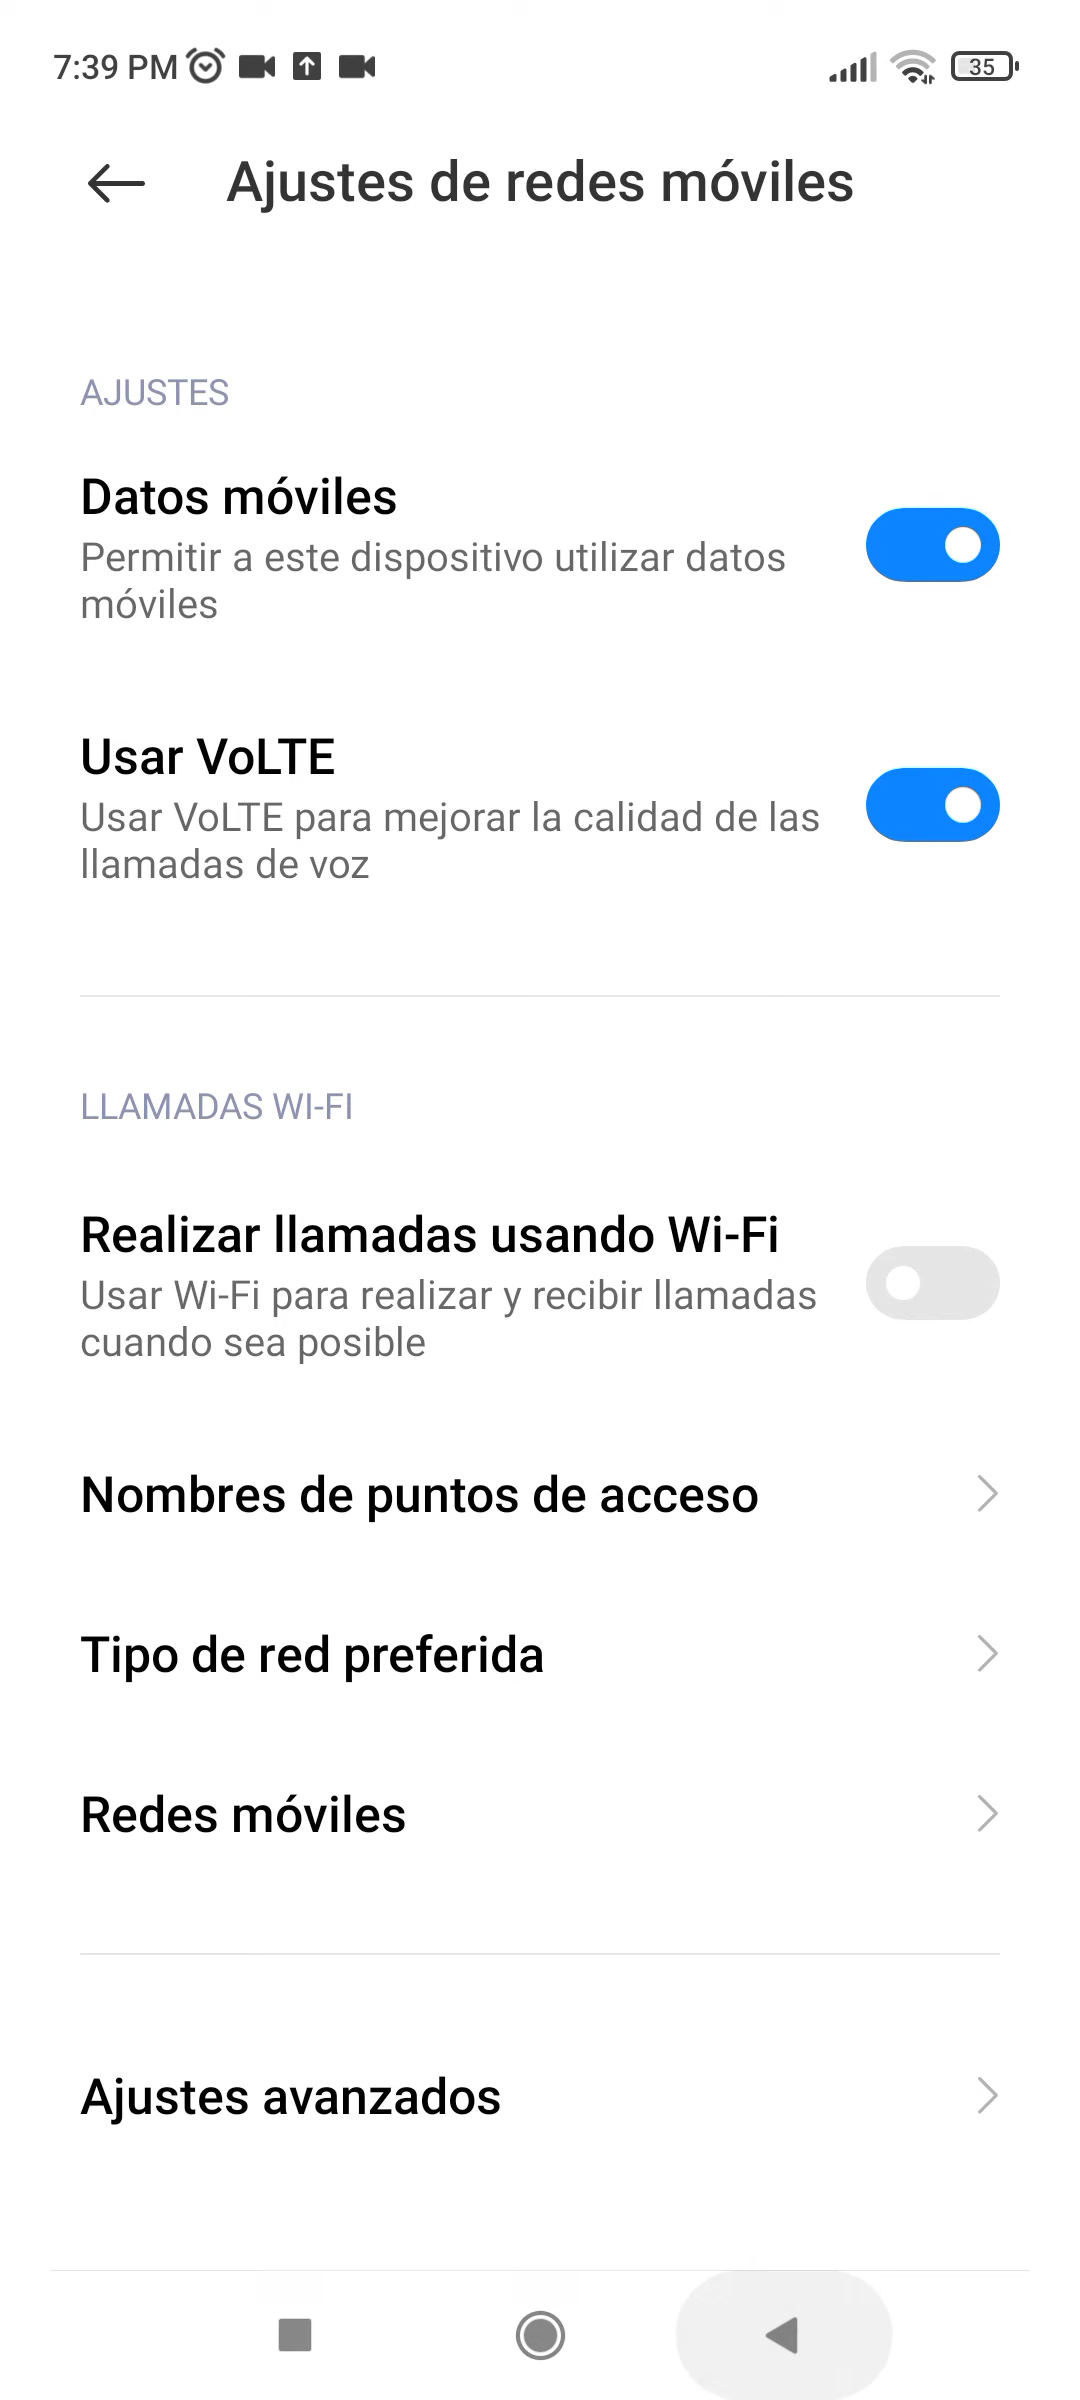 7:39 PM
35
Ajustes de redes móviles
AJUSTES
Datos móviles
Permitir a este dispositivo utilizar datos
móviles
Usar VoLTE
Usar VoLTE para mejorar la calidad de las
llamadas de voz
LLAMADAS WI-FI
Realizar llamadas usando Wi-Fi
Usar Wi-Fi para realizar y recibir llamadas
cuando sea posible
Nombres de puntos de acceso
Tipo de red preferida
Redes móviles
Ajustes avanzados